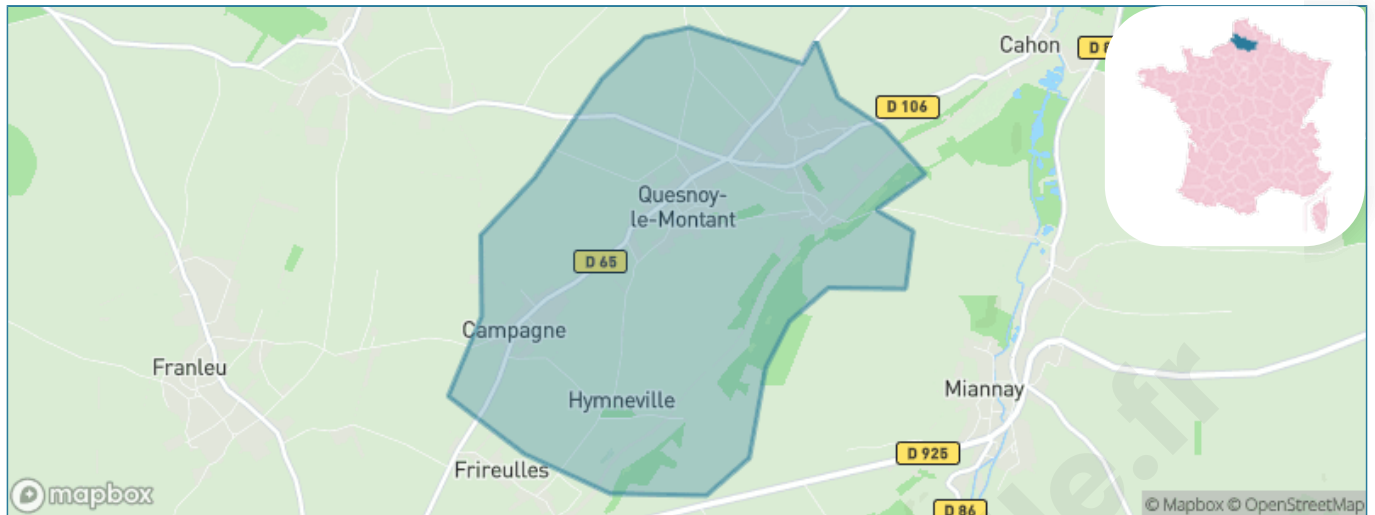 Cahon
D 106
Quesnoy-
le-Montant
D 65
Campagne
Franleu
Hymneville
Miannay
Frireulles
D 925
D 86
mapbox
© Mapbox © OpenStreetMap